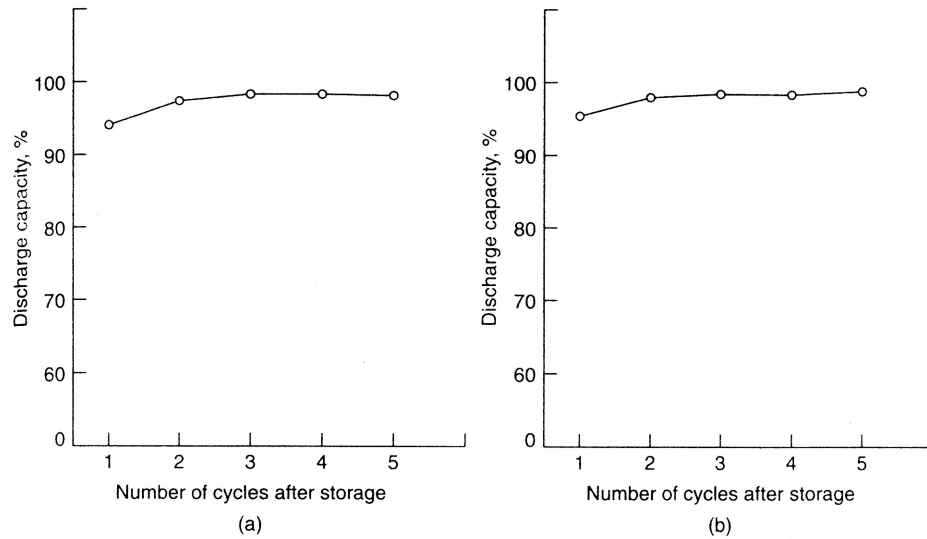 100
90
80
70
60
0
Discharge capacity, %
1 2 3 4 5
Number of cycles after storage
(a)
100
90
80
70
60
0
Discharge capacity, %
1 2 3 4 5
Number of cycles after storage
(b)